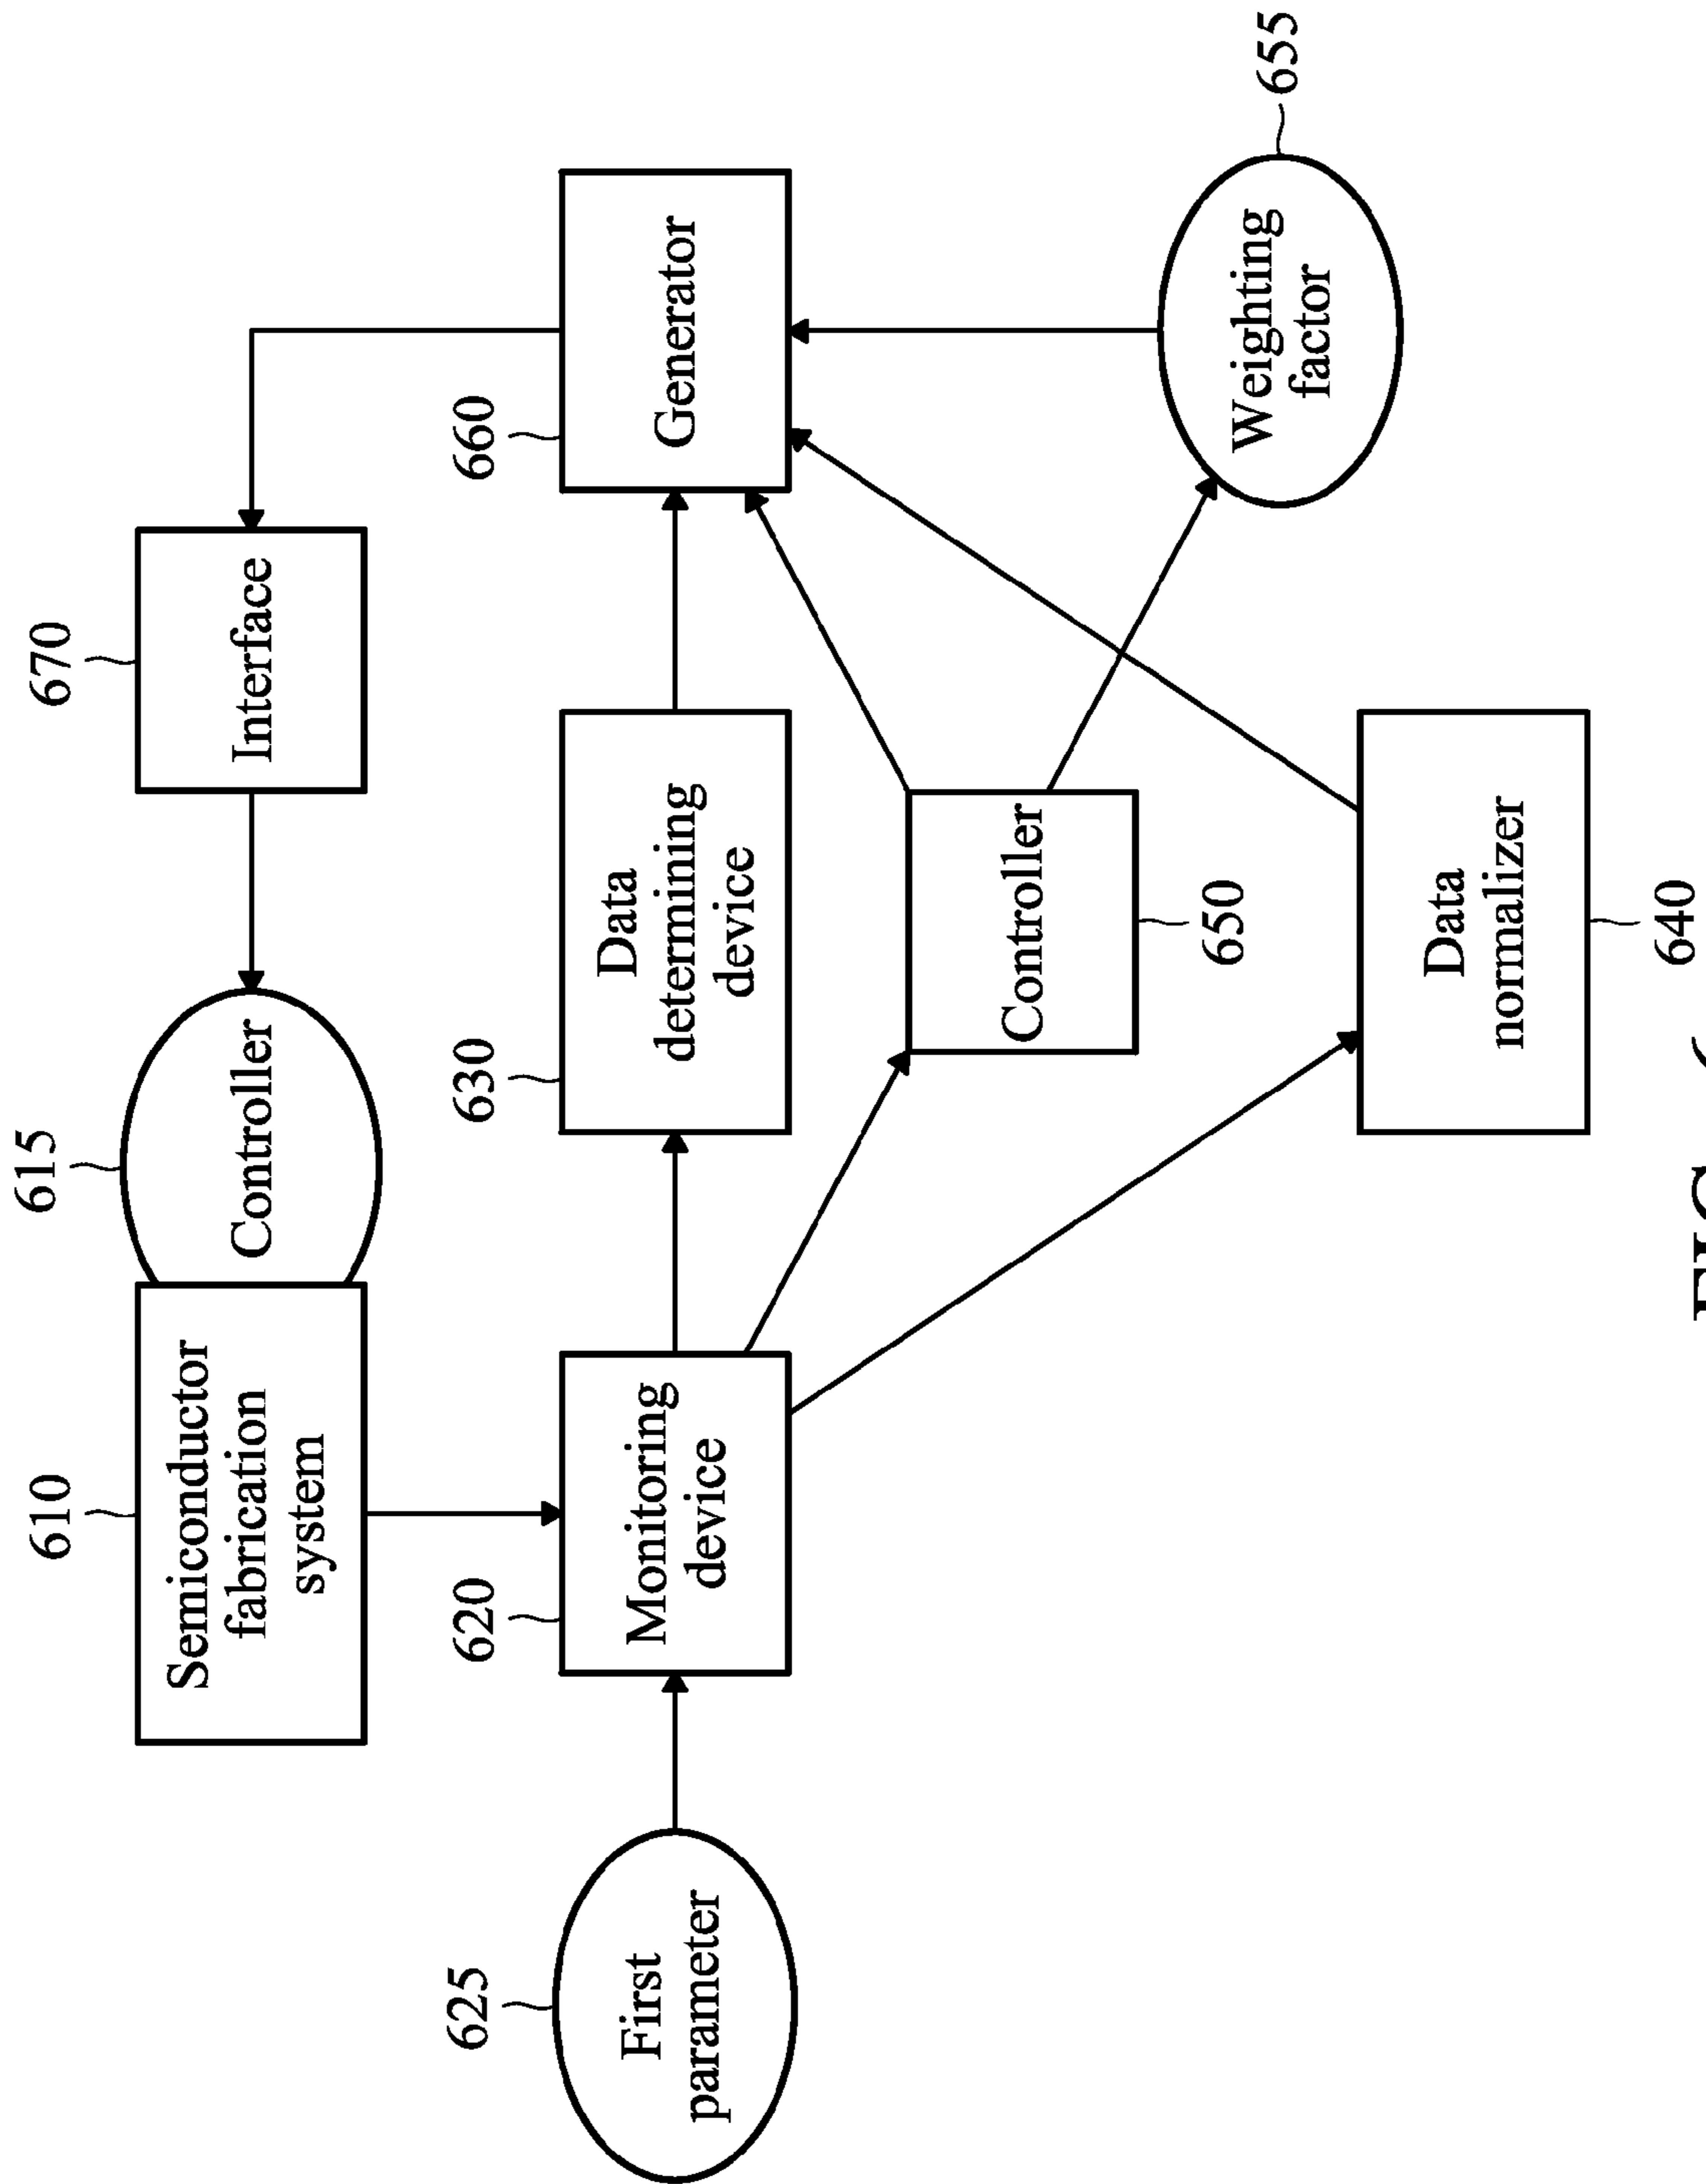 615
670
610
Semiconductor
fabrication
system
Controller
Interface
625
620
630
660
First
parameter
Monitoring
device
Data
determining
device
Generator
Controller
650
Weighting
factor
655
Data
normalizer
640